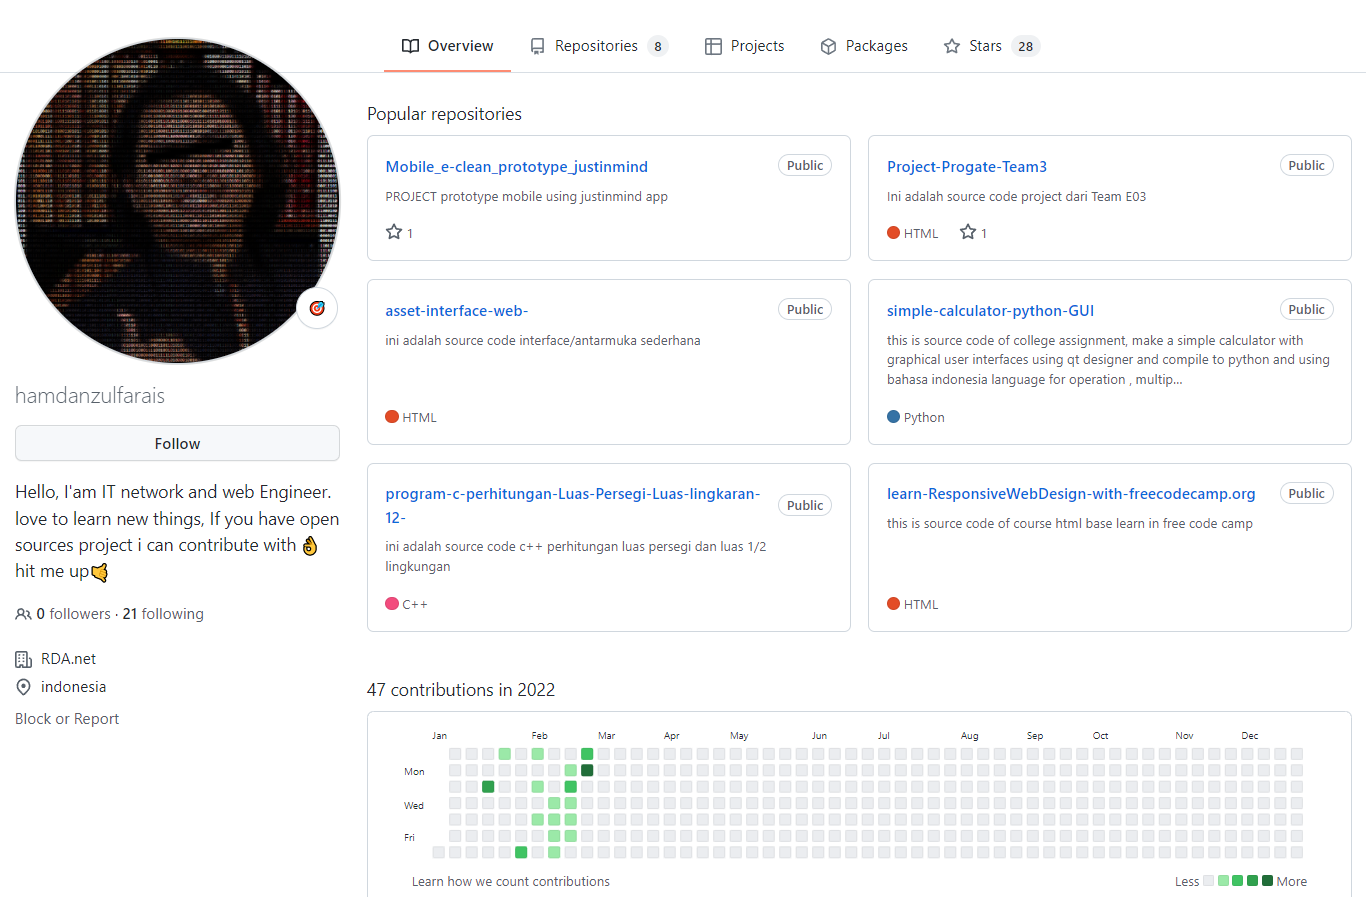 Overview
Repositories 8
Projects
Packages
Stars 28
hamdanzulfarais
Follow
Hello, I'am IT network and web Engineer.
love to learn new things, If you have open
sources project i can contribute with👌
hit me up🤙
0 followers · 21 following
RDA.net
indonesia
Block or Report
Popular repositories
Mobile_e-clean_prototype_justinmind
Public
PROJECT prototype mobile using justinmind app
1
Project-Progate-Team3
Public
Ini adalah source code project dari Team E03
HTML 1
asset-interface-web-
Public
ini adalah source code interface/antarmuka sederhana
HTML
simple-calculator-python-GUI
Public
this is source code of college assignment, make a simple calculator with
graphical user interfaces using qt designer and compile to python and using
bahasa indonesia language for operation , multip...
Python
program-c-perhitungan-Luas-Persegi-Luas-lingkaran-
12-
Public
ini adalah source code c++ perhitungan luas persegi dan luas 1/2
lingkungan
C++
learn-ResponsiveWebDesign-with-freecodecamp.org
Public
this is source code of course html base learn in free code camp
HTML
47 contributions in 2022
Jan Feb Mar Apr May Jun Jul Aug Sep Oct Nov Dec
Mon
Wed
Fri
Learn how we count contributions
Less More